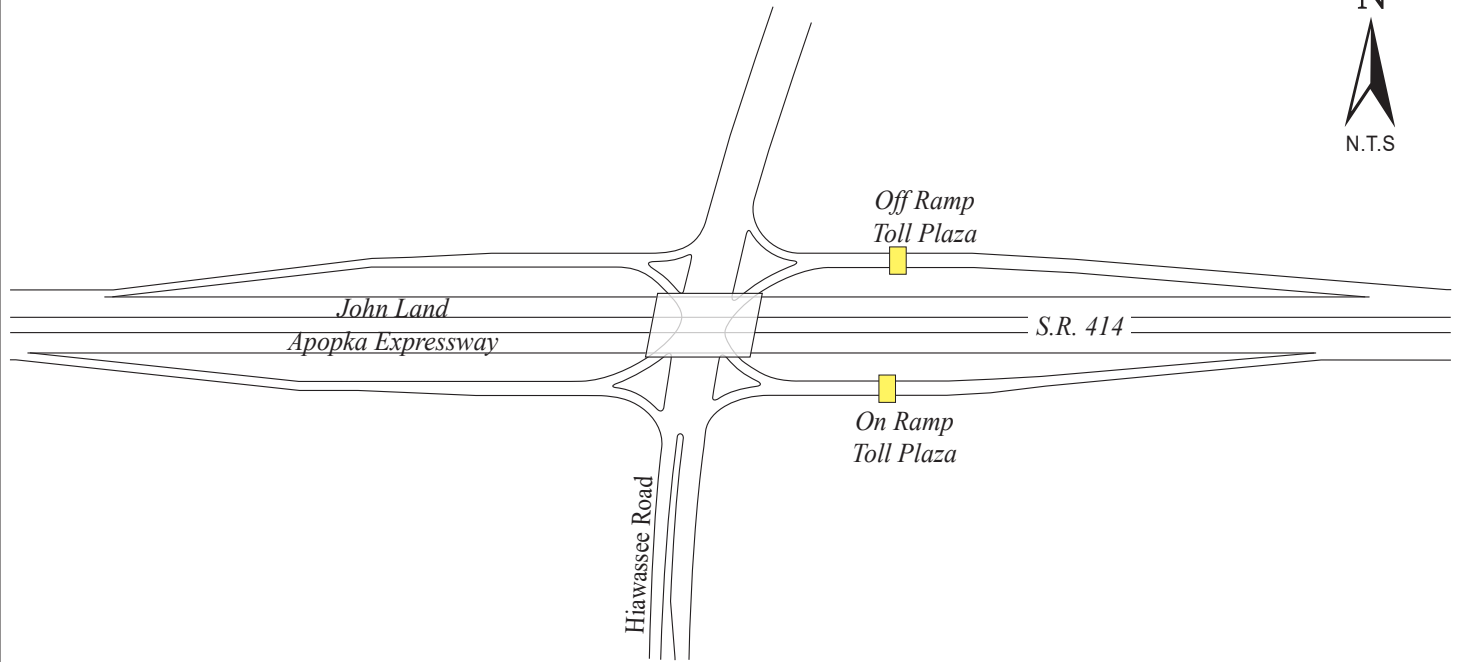 N
N.T.S
Off Ramp
Toll Plaza
John Land
Apopka Expressway
S.R. 414
On Ramp
Toll Plaza
Hiawassee Road